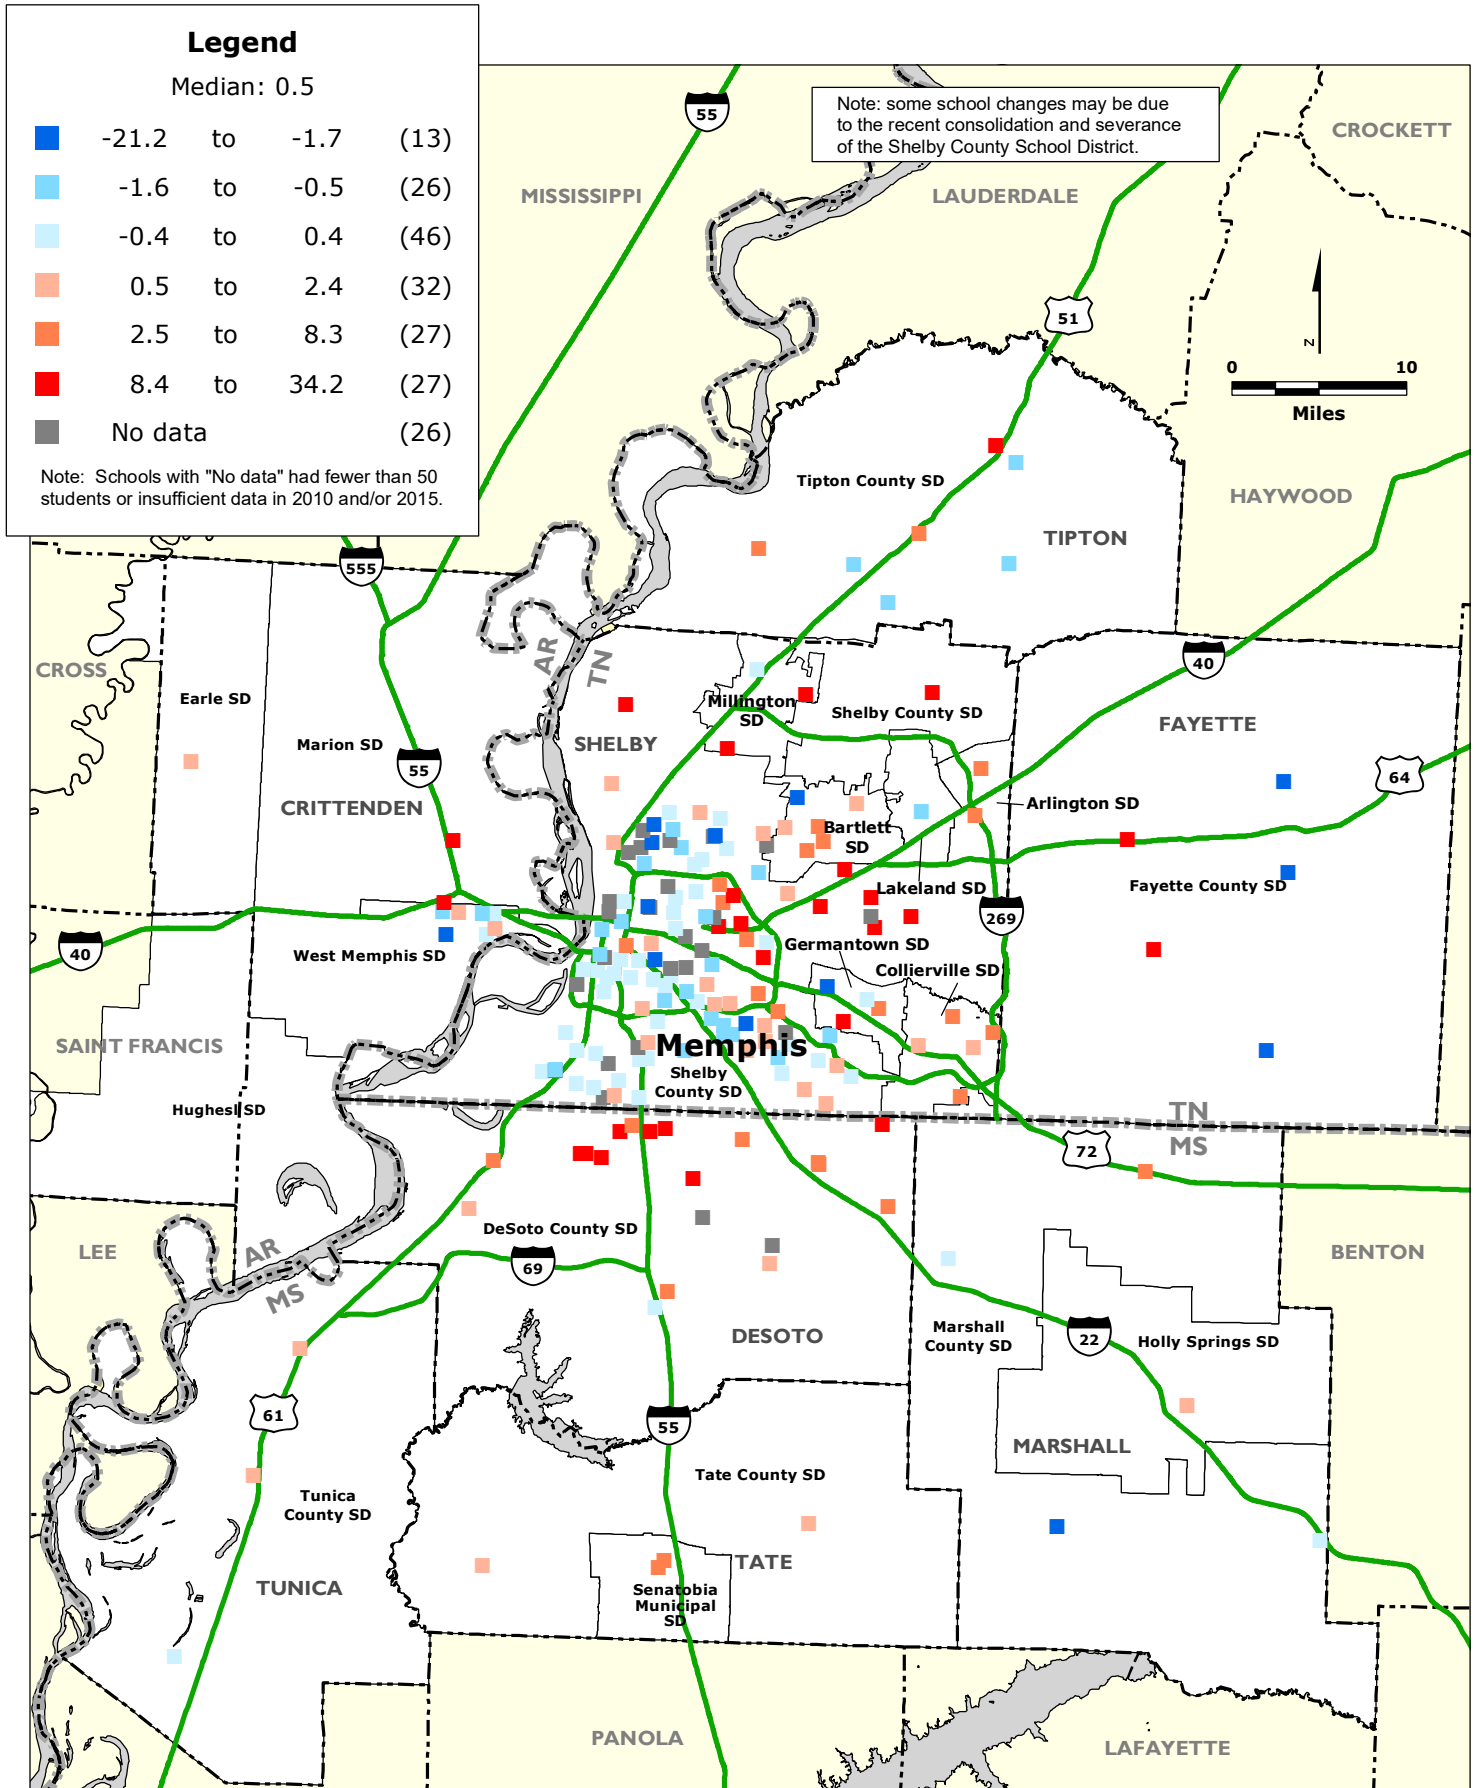 Legend
Median: 0.5
-21.2 to -1.7 (13)
-1.6 to -0.5 (26)
-0.4 to 0.4 (46)
0.5 to 2.4 (32)
2.5 to 8.3 (27)
8.4 to 34.2 (27)
No data (26)
Note: Schools with "No data" had fewer than 50
students or insufficient data in 2010 and/or 2015.
Note: some school changes may be due
to the recent consolidation and severance
of the Shelby County School District.
55
CROCKETT
MISSISSIPPI
LAUDERDALE
51
N
0 10
Miles
Tipton County SD
HAYWOOD
TIPTON
555
AR
TN
40
CROSS
Earle SD
Millington
SD
Shelby County SD
FAYETTE
Marion SD
SHELBY
55
64
CRITTENDEN
Arlington SD
Bartlett
SD
Lakeland SD
Fayette County SD
269
40
West Memphis SD
Germantown SD
Collierville SD
SAINT FRANCIS
Memphis
Shelby
County SD
Hughesl SD
TN
MS
72
DeSoto County SD
LEE
AR
MS
69
BENTON
DESOTO
Marshall
County SD
22
Holly Springs SD
61
55
MARSHALL
Tate County SD
Tunica
County SD
TATE
TUNICA
Senatobia
Municipal
SD
PANOLA
LAFAYETTE